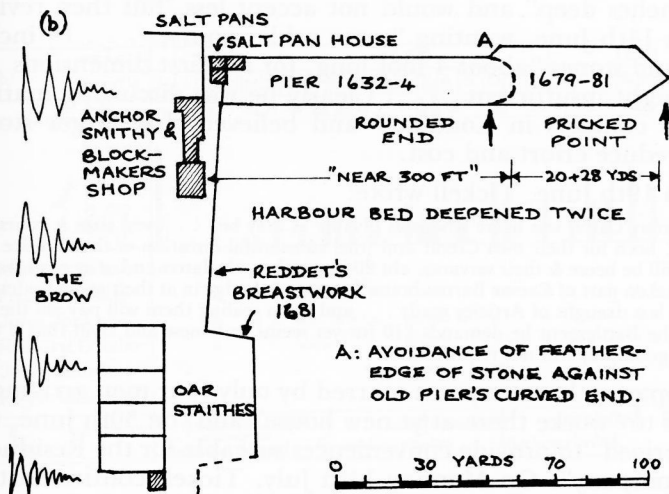 (b)
SALT PANS
SALT PAN HOUSE
A
PIER 1632-4
1679-81
ANCHOR
SMITHY &
BLOCK-
MAKERS
SHOP
ROUNDED
END
PRICCED
POINT
"NEAR 300 FT"
20+28 YDS
HARBOUR BED DEEPENED TWICE
THE
BROW
REDDET'S
BREASTWORK
1681
OAR
STAITHES
A: AVOIDANCE OF FEATHER-
EDGE OF STONE AGAINST
OLD PIER'S CURVED END.
0 30 YARDS 70 100